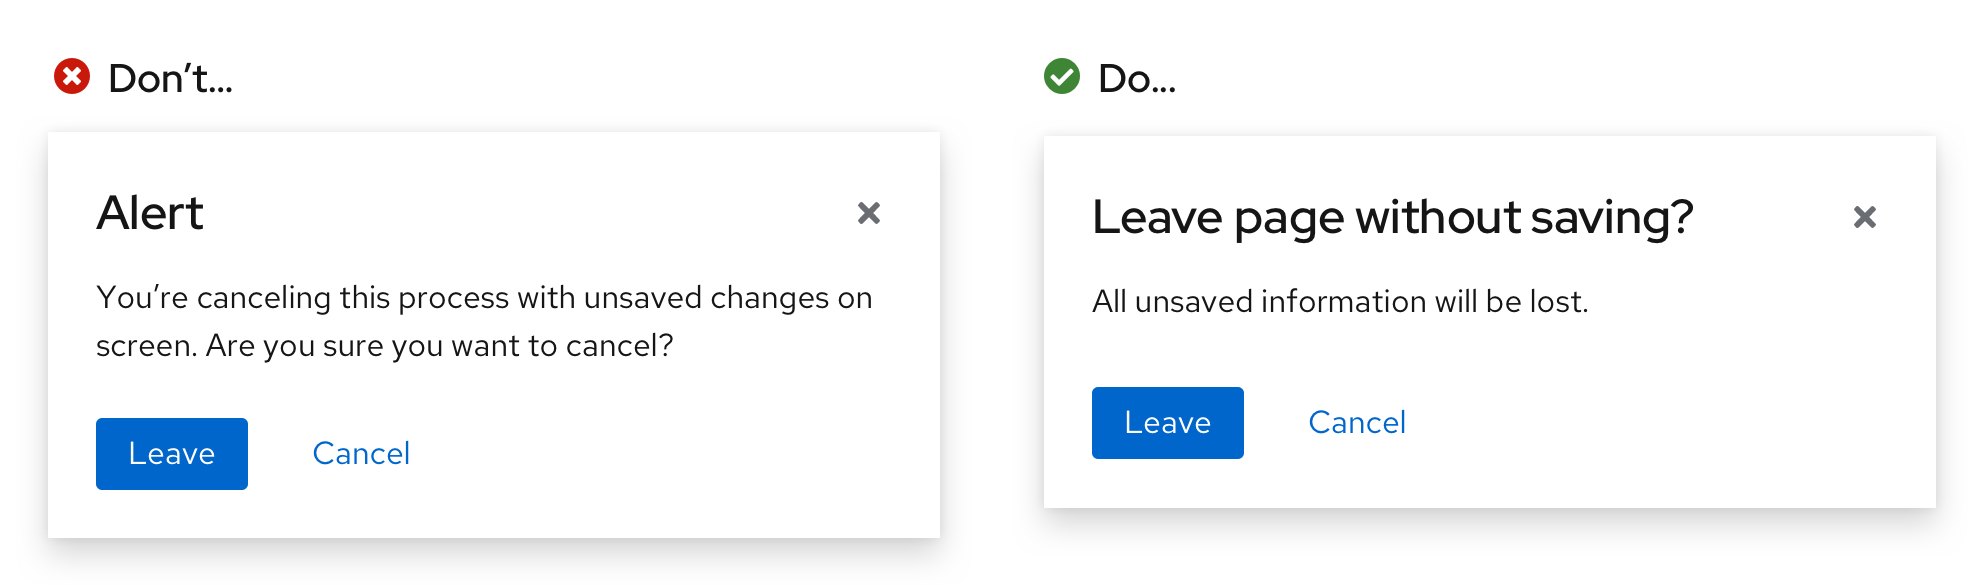 Don’t...
Alert
You’re canceling this process with unsaved changes on
screen. Are you sure you want to cancel?
Leave Cancel
Do...
Leave page without saving?
All unsaved information will be lost.
Leave Cancel